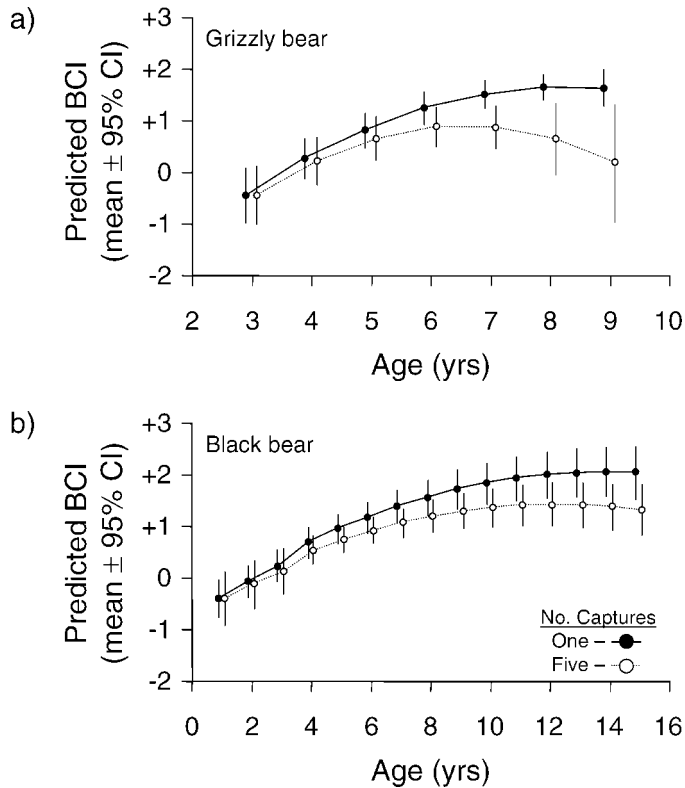 a)
Grizzly bear
Predicted BCI
(mean ± 95% CI)
+3
+2
+1
0
-1
-2
2 3 4 5 6 7 8 9 10
Age (yrs)
b)
Black bear
Predicted BCI
(mean ± 95% CI)
+3
+2
+1
0
-1
-2
No. Captures
One
Five
0 2 4 6 8 10 12 14 16
Age (yrs)